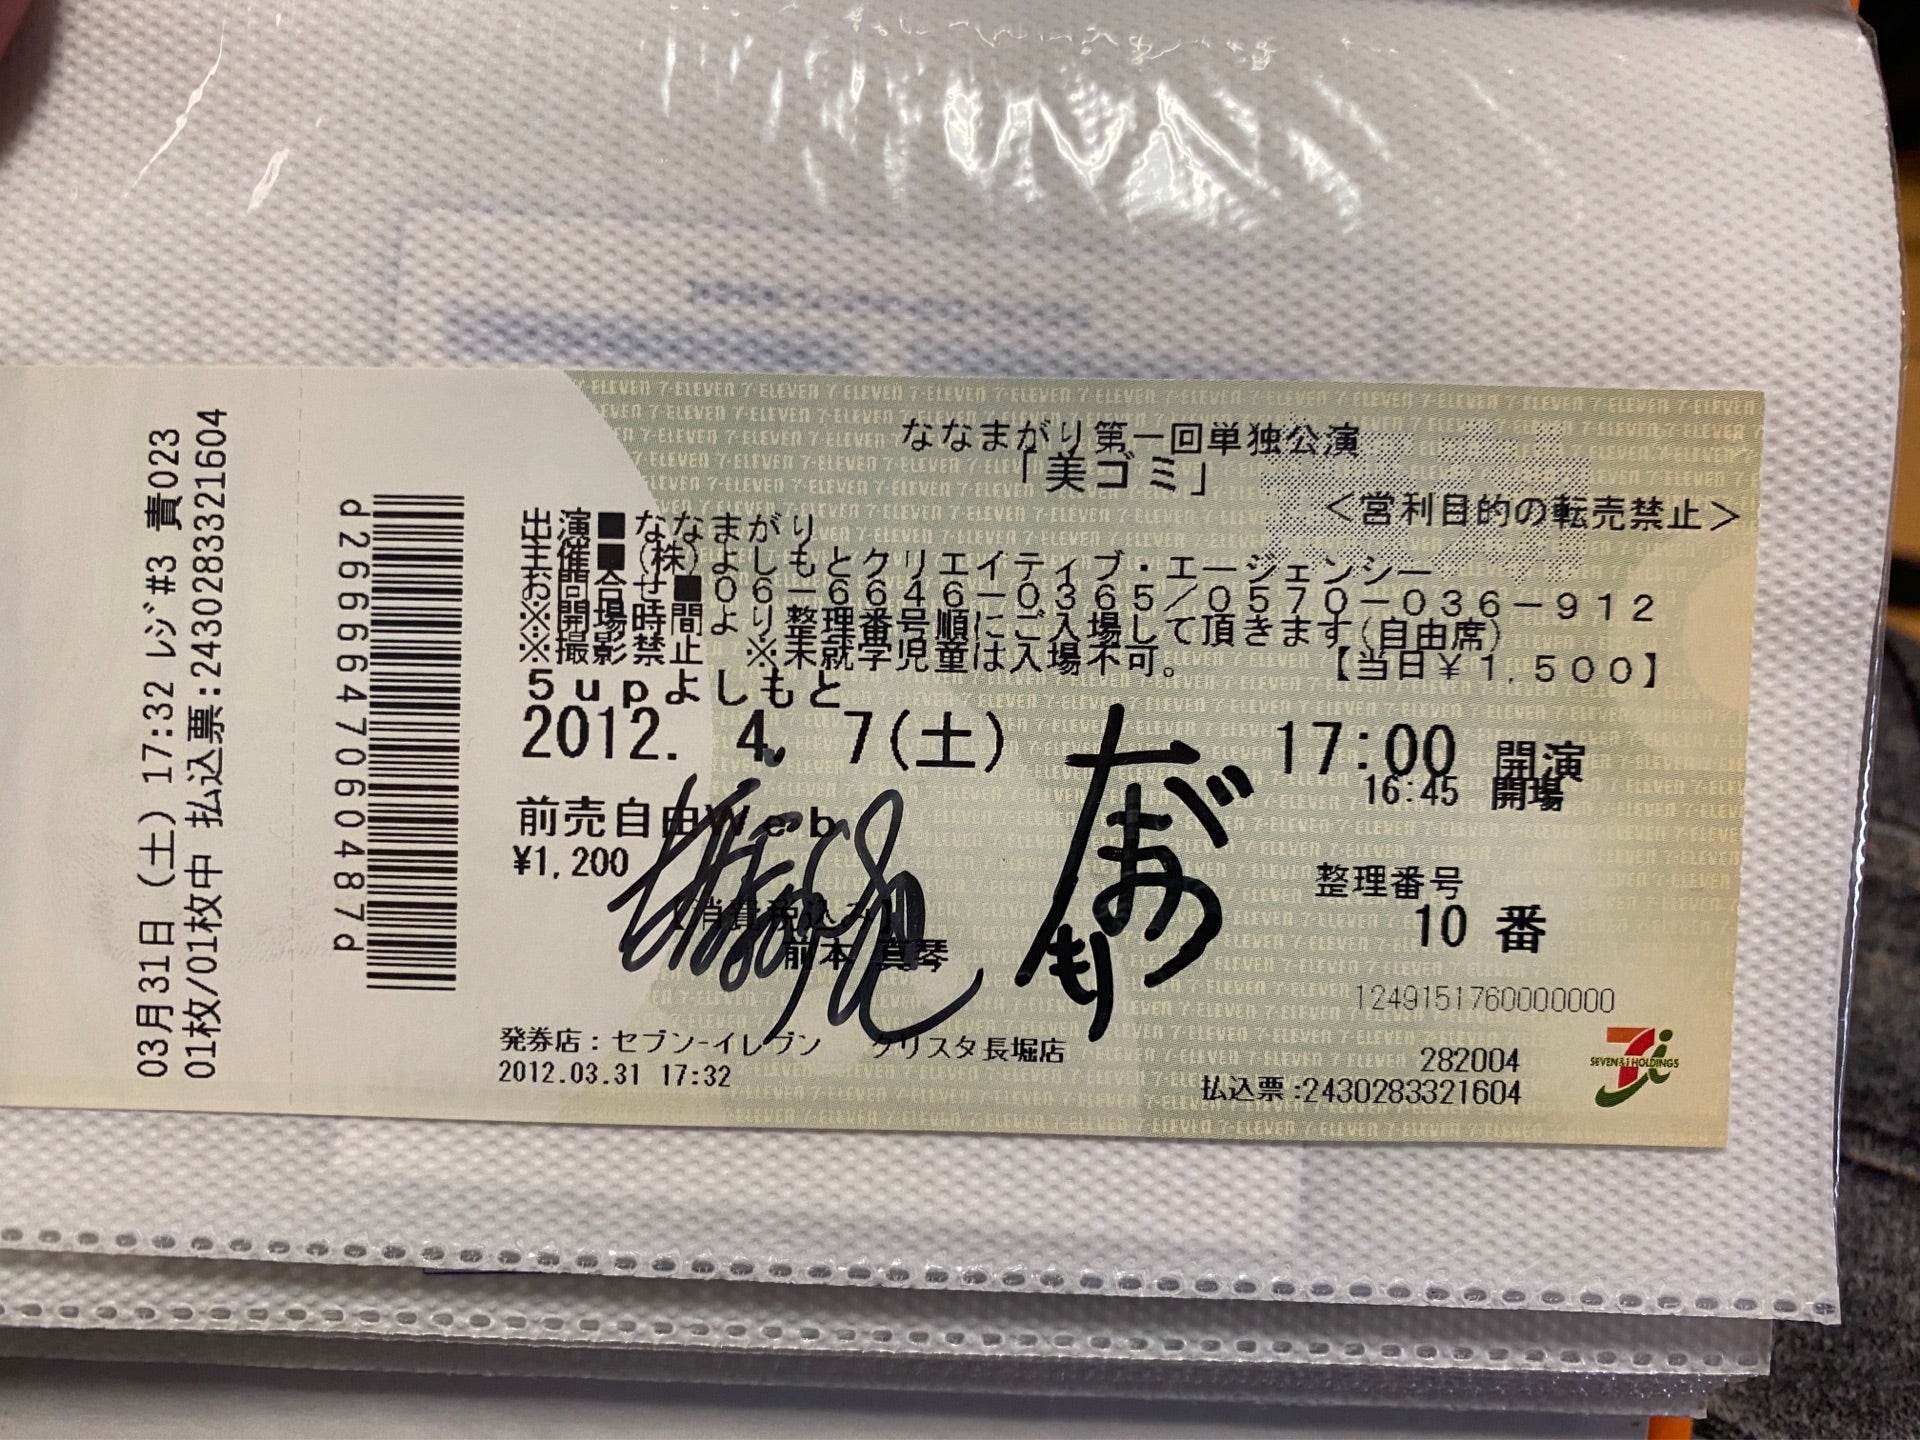 ななまがり第一回単独公演
「美ゴミ」
<営利目的の転売禁止>
出演■ななまがり
主催■(株)よしもとクリエイティブ・エージェンシー
お問合せ■06-6646-0365/0570-036-912
※開場時間より整理番号順にご入場して頂きます(自由席)
※撮影禁止 ※未就学児童は入場不可。 【当日¥1,500】
5upよしもと
2012. 4. 7(土) 17:00 開演
16:45 開場
前売自由Web
¥1,200
[消費税込み]
前本 真琴
整理番号
10 番
1249151760000000
発券店:セブン-イレブン クリスタ長堀店
2012.03.31 17:32
282004
払込票:2430283321604
SEVEN&i HOLDINGS
03月31日(土)17:32 レジ#3 責023
01枚/01枚中 払込票:2430283321604
d26664706048７d